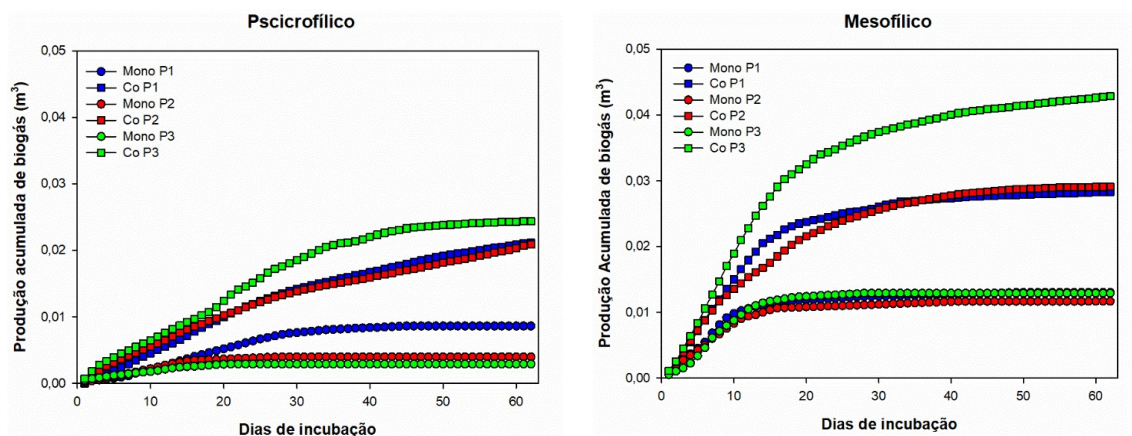 Pscicrofílico
Produção acumulada de biogás (m³)
0,05
0,04
0,03
0,02
0,01
0,00
Mono P1
Co P1
Mono P2
Co P2
Mono P3
Co P3
0 10 20 30 40 50 60
Dias de incubação
Mesofílico
Produção Acumulada de biogás (m³)
0,05
0,04
0,03
0,02
0,01
0,00
Mono P1
Co P1
Mono P2
Co P2
Mono P3
Co P3
0 10 20 30 40 50 60
Dias de incubação